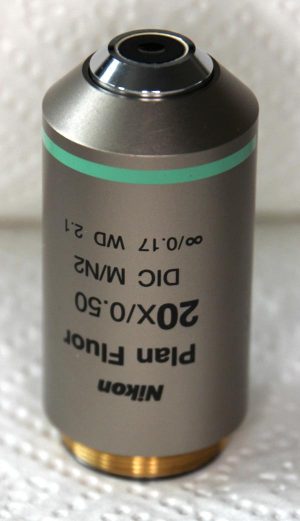 Nikon
Plan Fluor
20X/0.50
DIC M/N2
∞/0.17 WD 2.1